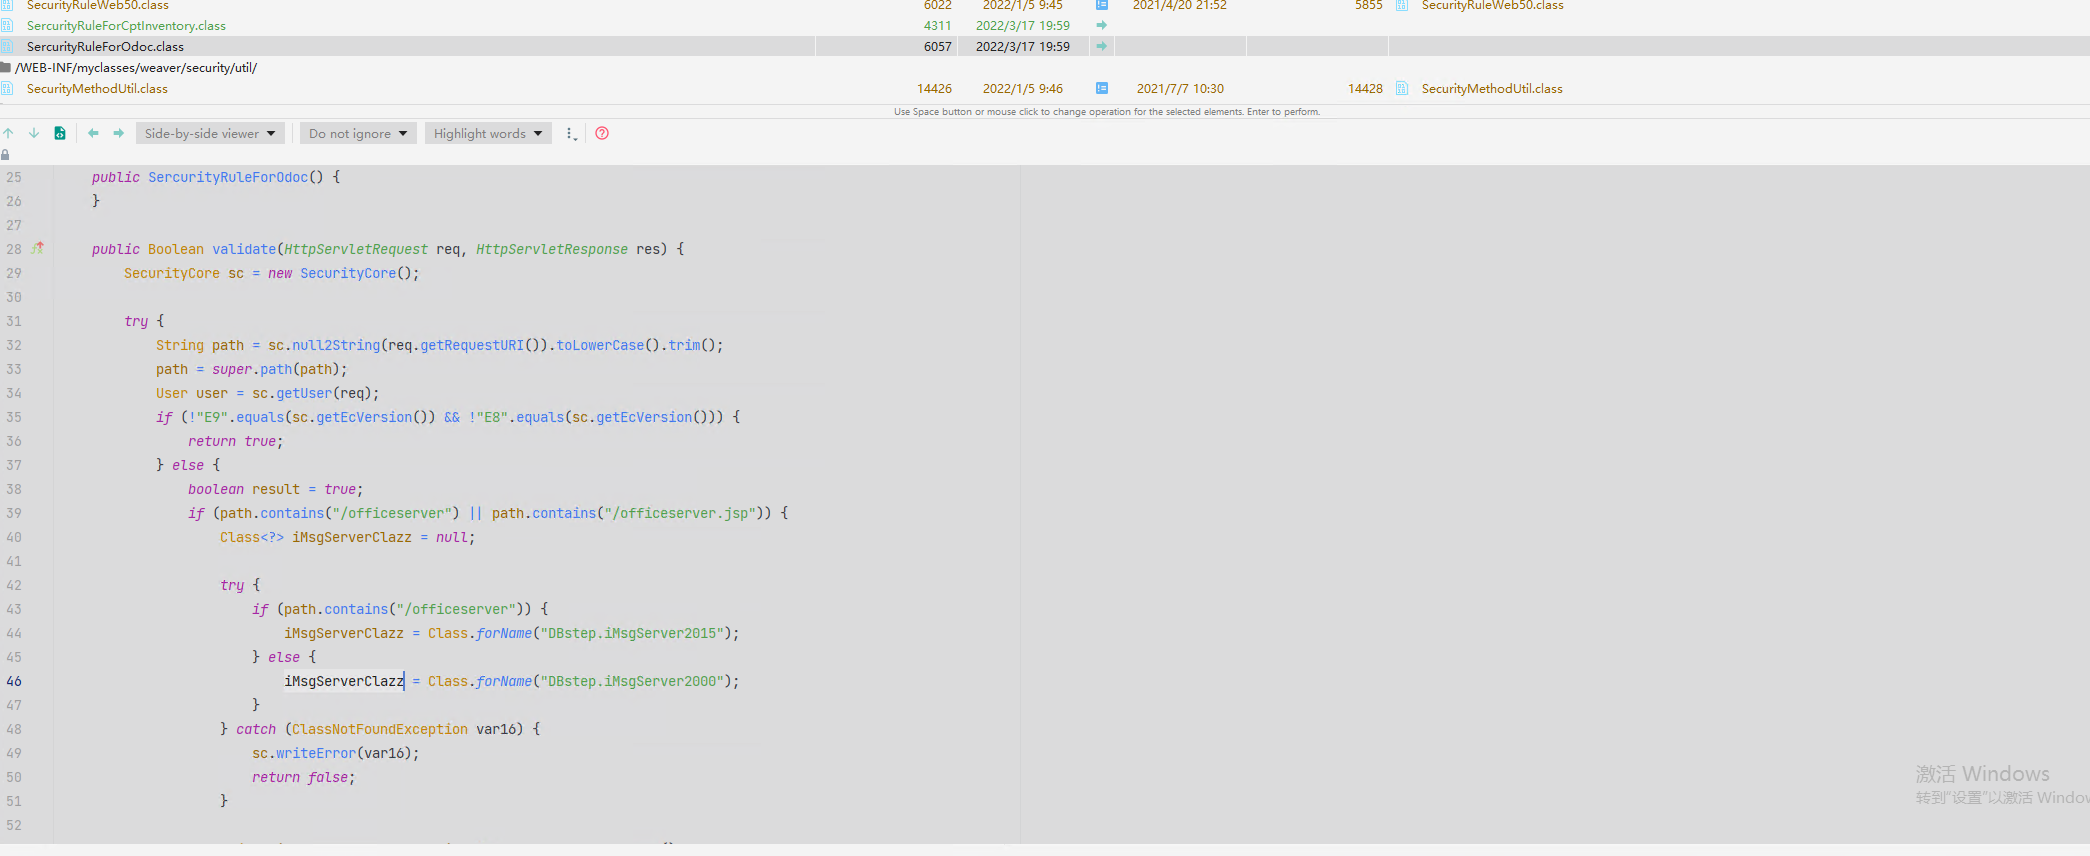 SecurityRuleWeb50.class 6022 2022/1/5 9:45 2021/4/20 21:52 5855 SecurityRuleWeb50.class
SercurityRuleForCptInventory.class 4311 2022/3/17 19:59
SercurityRuleForOdoc.class 6057 2022/3/17 19:59
/WEB-INF/myclasses/weaver/security/util/
SecurityMethodUtil.class 14426 2022/1/5 9:46 2021/7/7 10:30 14428 SecurityMethodUtil.class
Use Space button or mouse click to change operation for the selected elements. Enter to perform.
Side-by-side viewer Do not ignore Highlight words
25 public SercurityRuleForOdoc() {
26 }
27
28 public Boolean validate(HttpServletRequest req, HttpServletResponse res) {
29 SecurityCore sc = new SecurityCore();
30
31 try {
32 String path = sc.null2String(req.getRequestURI()).toLowerCase().trim();
33 path = super.path(path);
34 User user = sc.getUser(req);
35 if (!"E9".equals(sc.getEcVersion()) && !"E8".equals(sc.getEcVersion())) {
36 return true;
37 } else {
38 boolean result = true;
39 if (path.contains("/officeserver") || path.contains("/officeserver.jsp")) {
40 Class<?> iMsgServerClazz = null;
41
42 try {
43 if (path.contains("/officeserver")) {
44 iMsgServerClazz = Class.forName("DBstep.iMsgServer2015");
45 } else {
46 iMsgServerClazz = Class.forName("DBstep.iMsgServer2000");
47 }
48 } catch (ClassNotFoundException var16) {
49 sc.writeError(var16);
50 return false;
51 }
52
激活 Windows
转到"设置"以激活 Window